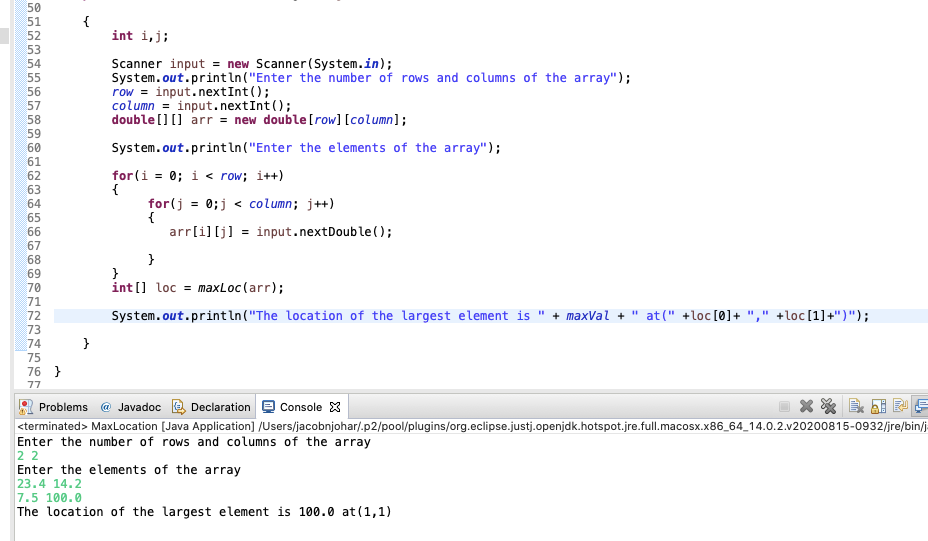 50
51 {
52 int i,j;
53
54 Scanner input = new Scanner(System.in);
55 System.out.println("Enter the number of rows and columns of the array");
56 row = input.nextInt();
57 column = input.nextInt();
58 double[][] arr = new double[row][column];
59
60 System.out.println("Enter the elements of the array");
61
62 for(i = 0; i < row; i++)
63 {
64 for(j = 0;j < column; j++)
65 {
66 arr[i][j] = input.nextDouble();
67
68 }
69 }
70 int[] loc = maxLoc(arr);
71
72 System.out.println("The location of the largest element is " + maxVal + " at(" +loc[0]+ "," +loc[1]+")");
73
74 }
75
76 }
77
Problems @ Javadoc Declaration Console
<terminated> MaxLocation [Java Application] /Users/jacobnjohar/.p2/pool/plugins/org.eclipse.justj.openjdk.hotspot.jre.full.macosx.x86_64_14.0.2.v20200815-0932/jre/bin/j
Enter the number of rows and columns of the array
2 2
Enter the elements of the array
23.4 14.2
7.5 100.0
The location of the largest element is 100.0 at(1,1)